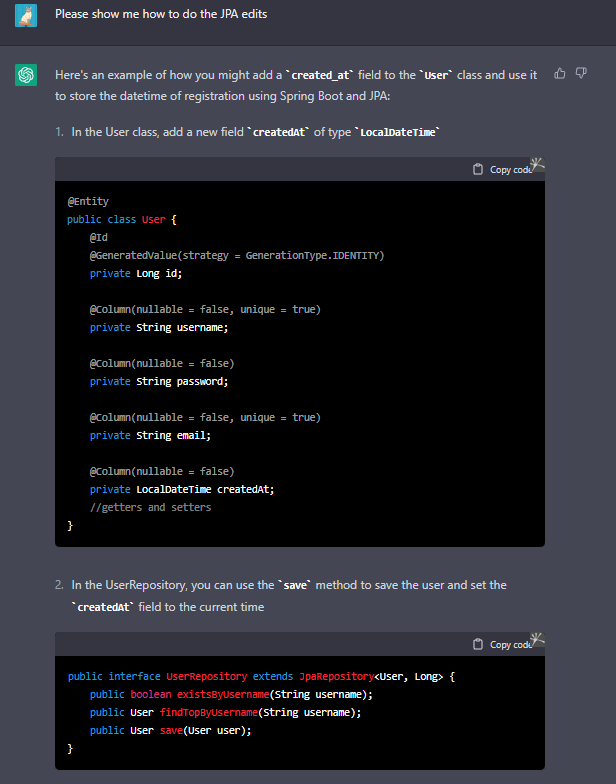 Please show me how to do the JPA edits
Here's an example of how you might add a `created_at` field to the `User` class and use it
to store the datetime of registration using Spring Boot and JPA:
1. In the User class, add a new field `createdAt` of type `LocalDateTime`
Copy code
@Entity
public class User {
    @Id
    @GeneratedValue(strategy = GenerationType.IDENTITY)
    private Long id;
    @Column(nullable = false, unique = true)
    private String username;
    @Column(nullable = false)
    private String password;
    @Column(nullable = false, unique = true)
    private String email;
    @Column(nullable = false)
    private LocalDateTime createdAt;
    //getters and setters
}
2. In the UserRepository, you can use the `save` method to save the user and set the
`createdAt` field to the current time
Copy code
public interface UserRepository extends JpaRepository<User, Long> {
    public boolean existsByUsername(String username);
    public User findTopByUsername(String username);
    public User save(User user);
}